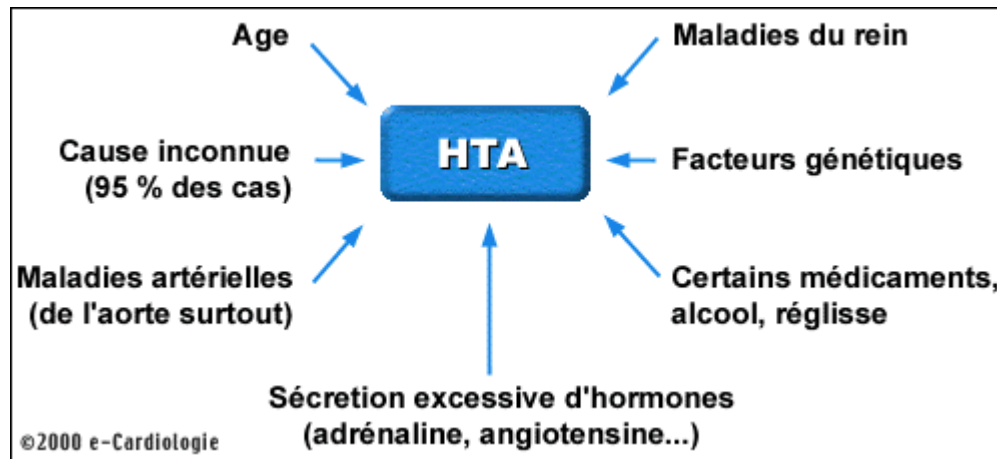 Age
Maladies du rein
HTA
Cause inconnue
(95 % des cas)
Facteurs génétiques
Maladies artérielles
(de l'aorte surtout)
Certains médicaments,
alcool, réglisse
Sécretion excessive d'hormones
(adrénaline, angiotensine...)
©2000 e-Cardiologie